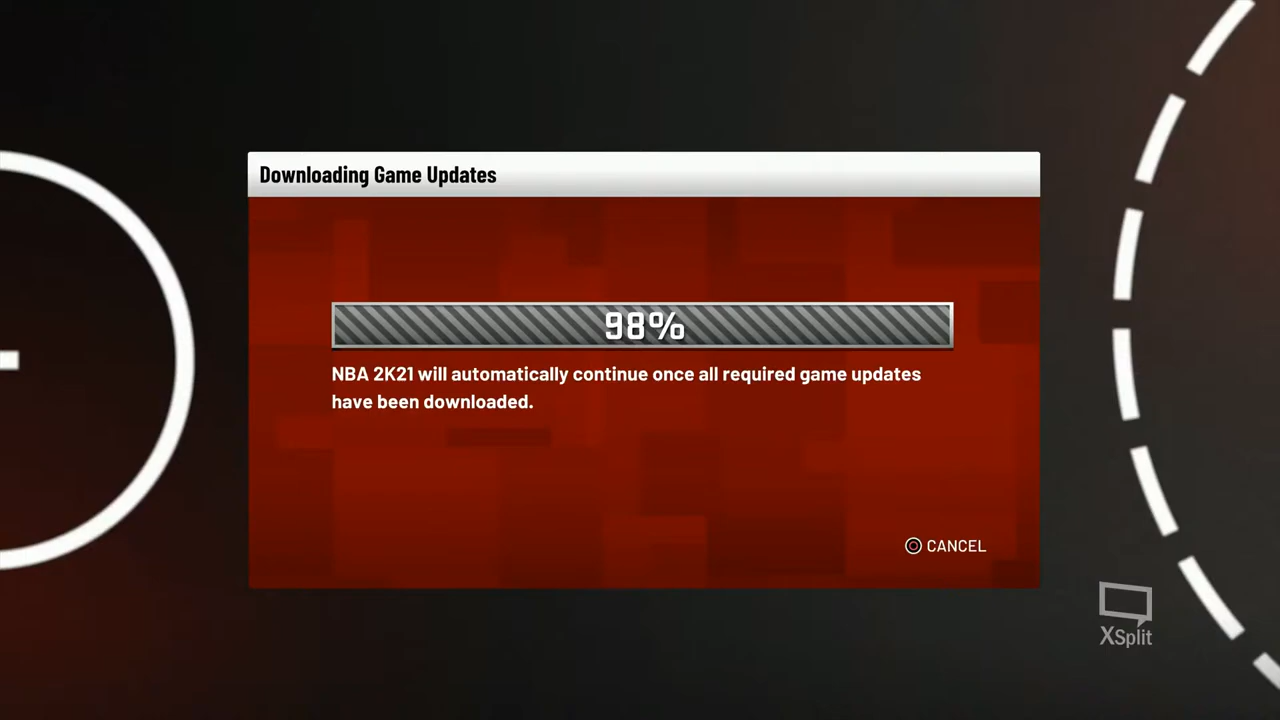 Downloading Game Updates
98%
NBA 2K21 will automatically continue once all required game updates
have been downloaded.
CANCEL
XSplit